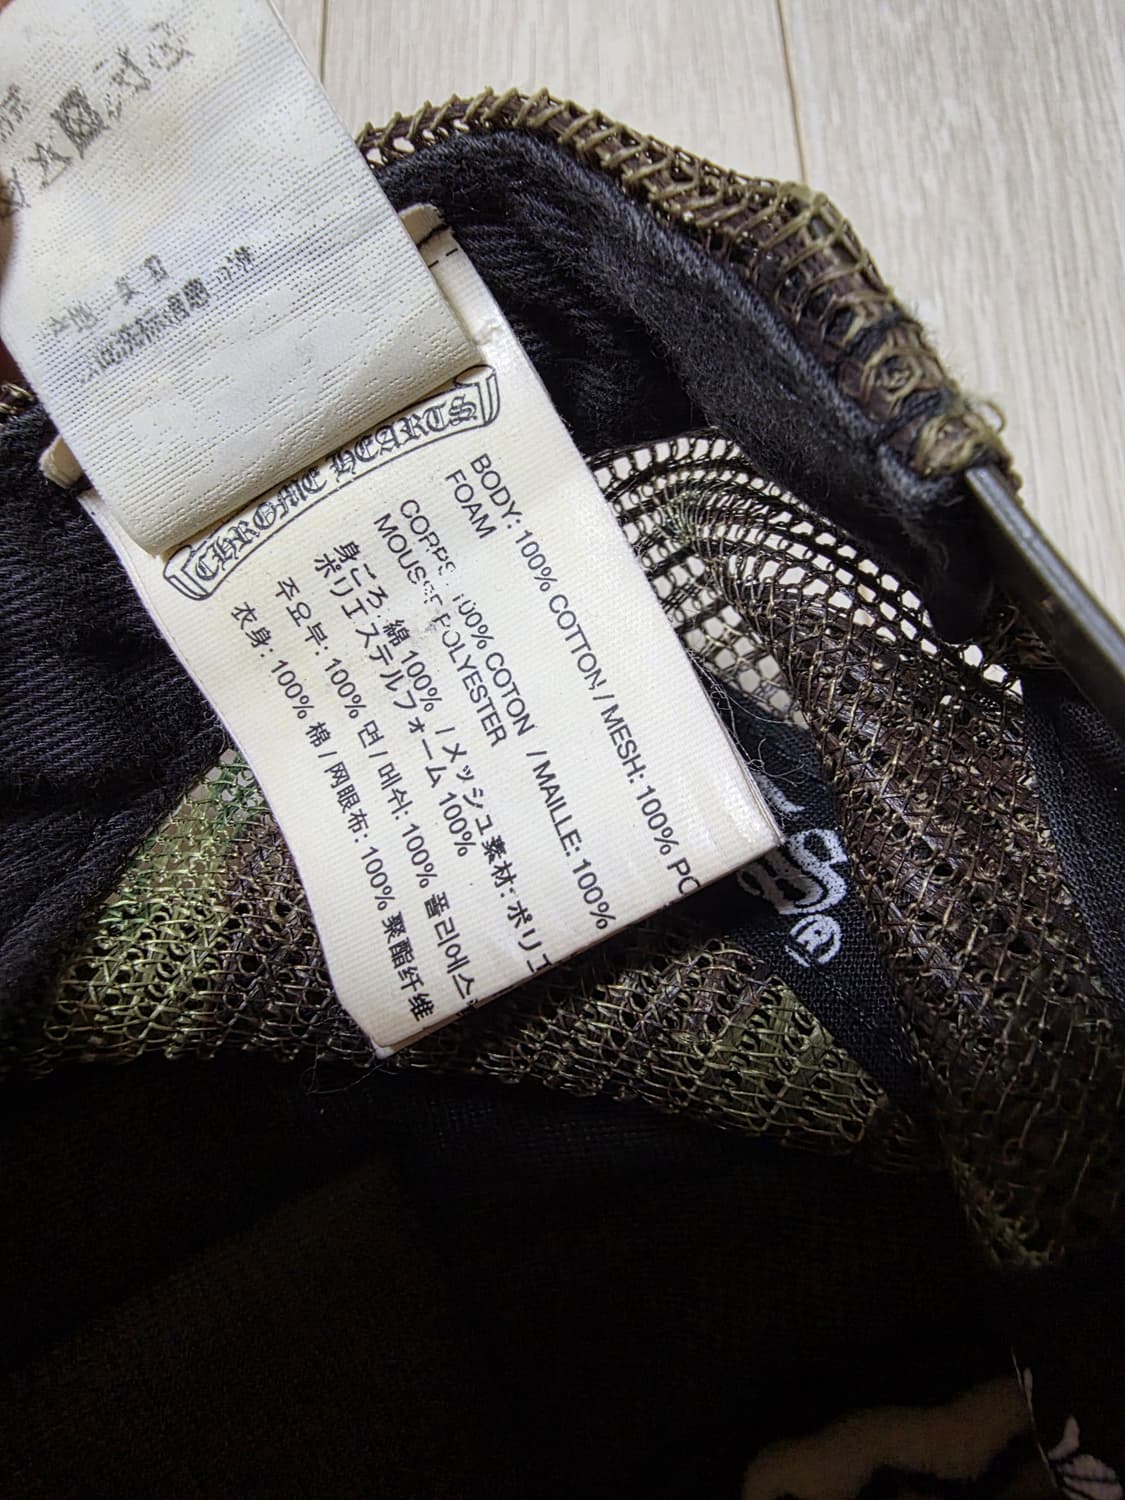 CHROME HEARTS
BODY: 100% COTTON / MESH: 100% PO
FOAM
CORPS: 100% COTON / MAILLE: 100%
MOUSSE POLYESTER
身ごろ: 綿 100% / メッシュ素材: ポリエ
ポリエステルフォーム 100%
주요부: 100% 면 / 메쉬: 100% 폴리에스
衣身: 100% 棉 / 网眼布: 100% 聚酯纤维